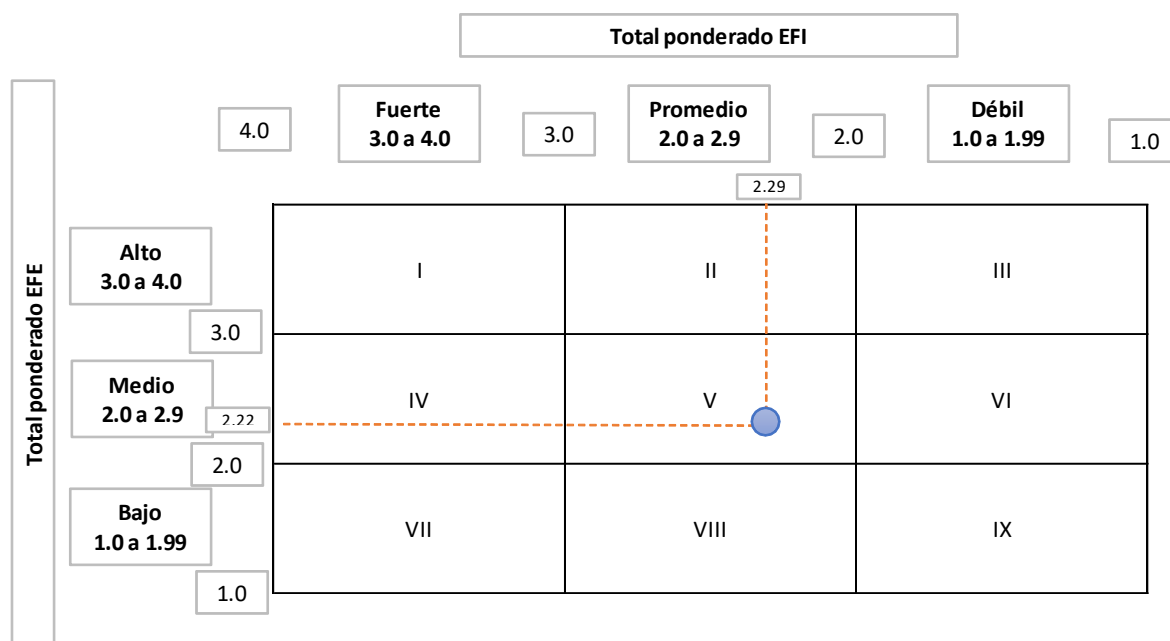 Total ponderado EFI
Fuerte
3.0 a 4.0
Promedio
2.0 a 2.9
Débil
1.0 a 1.99
4.0
3.0
2.0
1.0
2.29
Total ponderado EFE
Alto
3.0 a 4.0
I
II
III
3.0
Medio
2.0 a 2.9
2.22
IV
V
VI
2.0
Bajo
1.0 a 1.99
VII
VIII
IX
1.0